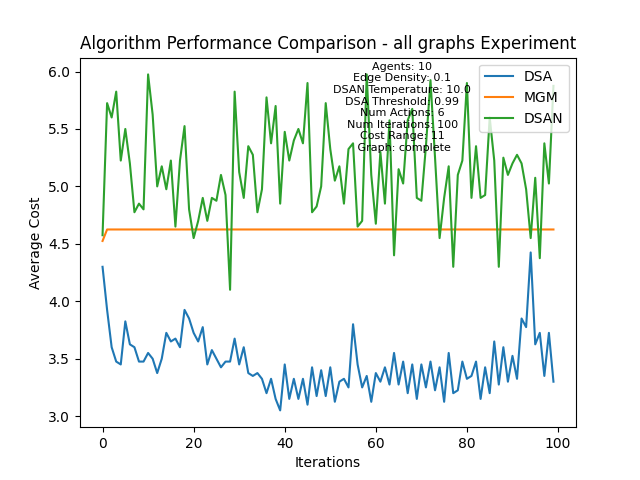 Algorithm Performance Comparison - all graphs Experiment
Agents: 10
Edge Density: 0.1
DSAN Temperature: 10.0
DSA Threshold: 0.99
Num Actions: 6
Num Iterations: 100
Cost Range: 11
Graph: complete
DSA
MGM
DSAN
6.0
5.5
5.0
4.5
4.0
3.5
3.0
Average Cost
0 20 40 60 80 100
Iterations